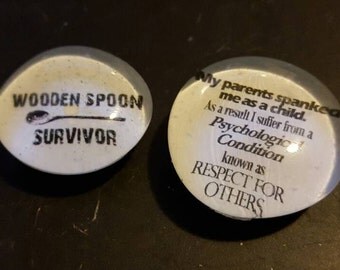 WOODEN SPOON
SURVIVOR
My parents spanked
me as a child.
As a result I suffer from a
Psychological
Condition
known as
RESPECT FOR
OTHERS